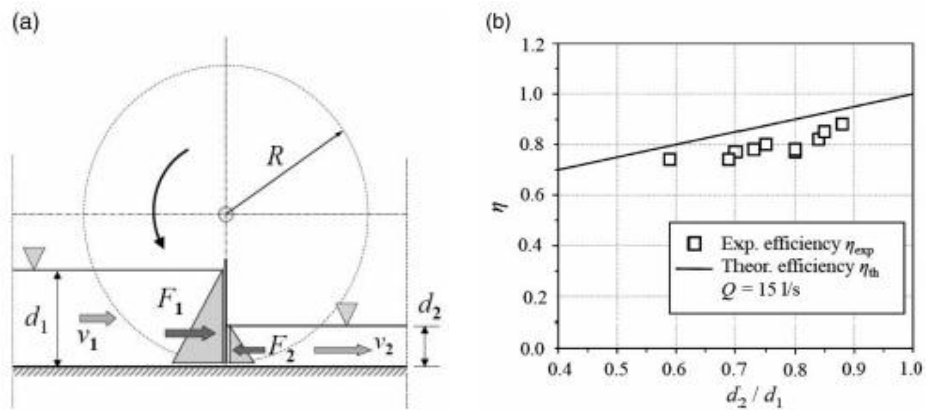 (a)
R
d1
v1
F1
F2
v2
d2
(b)
η
1.2
1.0
0.8
0.6
0.4
0.2
0.0
0.4 0.5 0.6 0.7 0.8 0.9 1.0
d2 / d1
Exp. efficiency ηexp
Theor. efficiency ηth
Q = 15 l/s